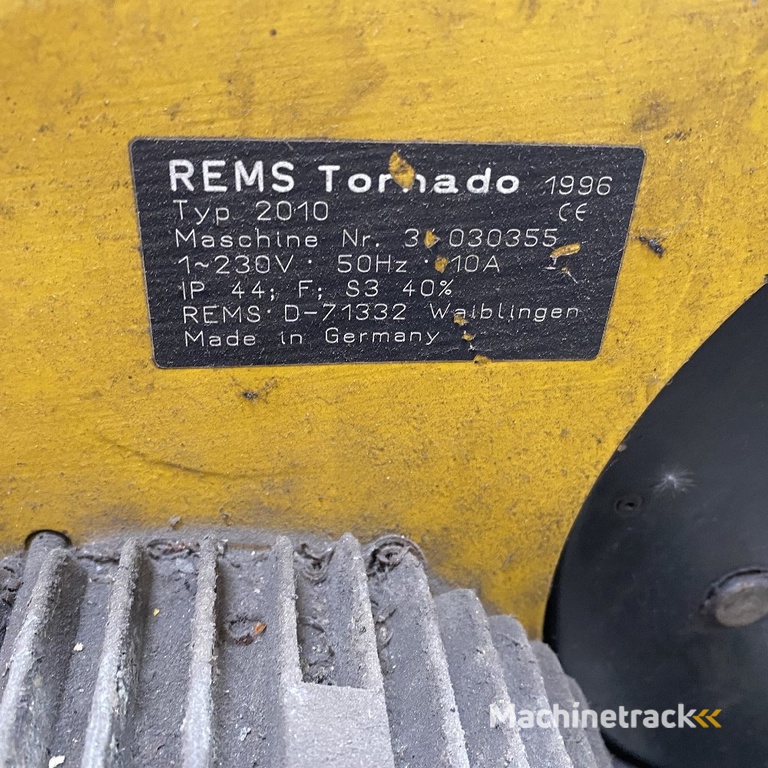 REMS Tornado 1996
Typ 2010 CE
Maschine Nr. 030355
1~230V · 50Hz · 10A
IP 44; F; S3 40%
REMS · D-71332 Waiblingen
Made in Germany
Machinetrack